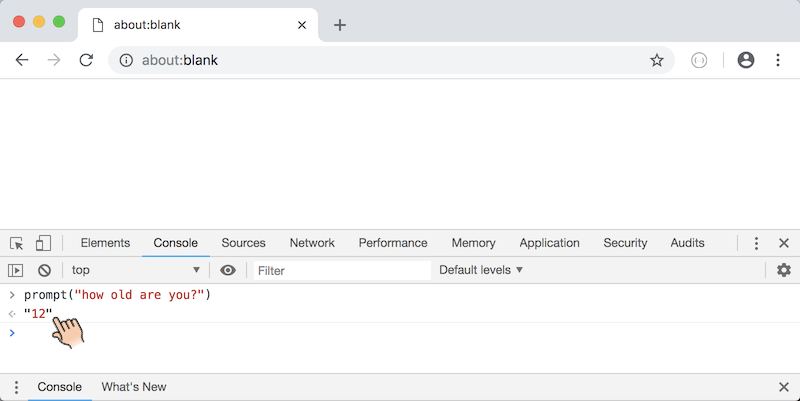 about:blank
about:blank
Elements Console Sources Network Performance Memory Application Security Audits
top Filter Default levels
prompt("how old are you?")
"12"
Console What's New